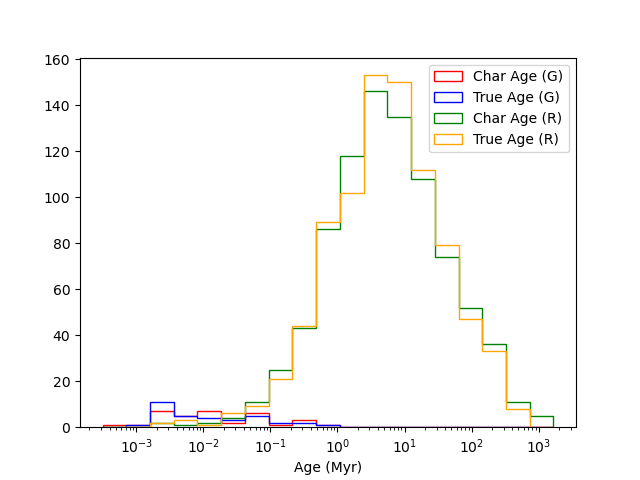 160
140
120
100
80
60
40
20
0
Char Age (G)
True Age (G)
Char Age (R)
True Age (R)
10⁻³ 10⁻² 10⁻¹ 10⁰ 10¹ 10² 10³
Age (Myr)